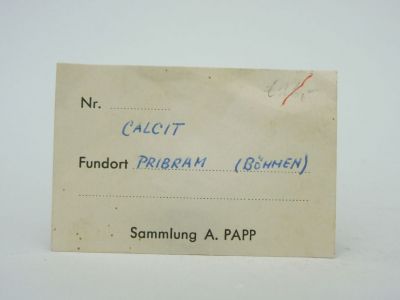 Nr.
CALCIT
Fundort PRIBRAM (BÖHMEN)
Sammlung A. PAPP